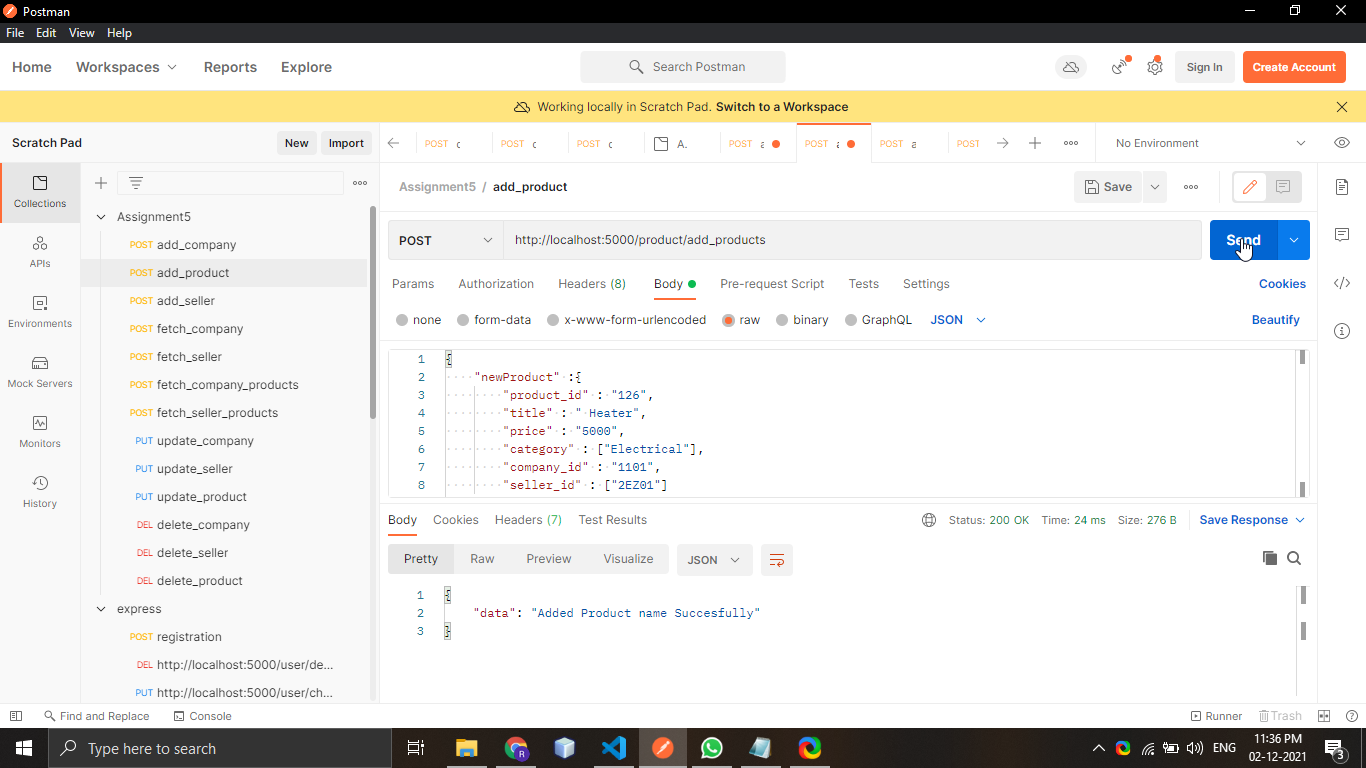 Postman
File Edit View Help
Home Workspaces Reports Explore Search Postman Sign In Create Account
Working locally in Scratch Pad. Switch to a Workspace
Scratch Pad New Import POST POST POST A. POST POST POST POST No Environment
Assignment5 / add_product Save
Collections
APIs
Environments
Mock Servers
Monitors
History
Assignment5
POST add_company
POST add_product
POST add_seller
POST fetch_company
POST fetch_seller
POST fetch_company_products
POST fetch_seller_products
PUT update_company
PUT update_seller
PUT update_product
DEL delete_company
DEL delete_seller
DEL delete_product
express
POST registration
DEL http://localhost:5000/user/de...
PUT http://localhost:5000/user/ch...
POST http://localhost:5000/product/add_products Send
Params Authorization Headers (8) Body Pre-request Script Tests Settings Cookies
none form-data x-www-form-urlencoded raw binary GraphQL JSON Beautify
1 {
2 "newProduct" :{
3 "product_id" : "126",
4 "title" : " Heater",
5 "price" : "5000",
6 "category" : ["Electrical"],
7 "company_id" : "1101",
8 "seller_id" : ["2EZ01"]
Body Cookies Headers (7) Test Results Status: 200 OK Time: 24 ms Size: 276 B Save Response
Pretty Raw Preview Visualize JSON
1 {
2 "data": "Added Product name Succesfully"
3 }
Find and Replace Console Runner Trash
Type here to search ENG 11:36 PM
02-12-2021 3